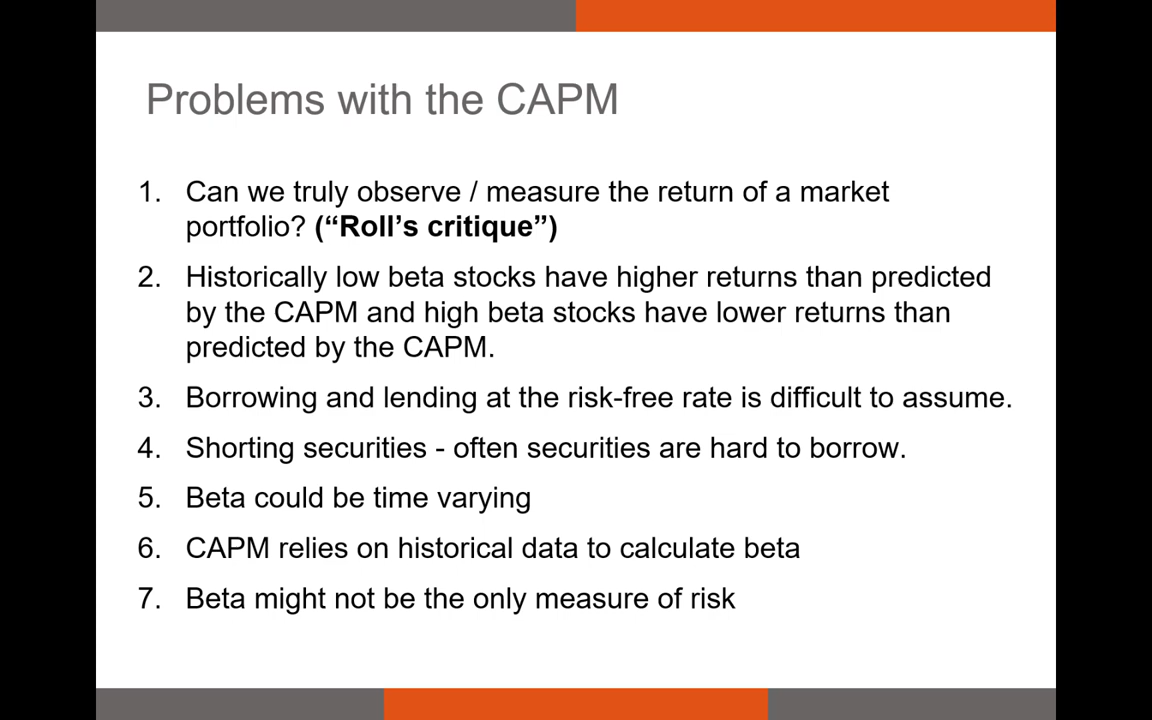 Problems with the CAPM
1. Can we truly observe / measure the return of a market
portfolio? (“Roll’s critique”)
2. Historically low beta stocks have higher returns than predicted
by the CAPM and high beta stocks have lower returns than
predicted by the CAPM.
3. Borrowing and lending at the risk-free rate is difficult to assume.
4. Shorting securities - often securities are hard to borrow.
5. Beta could be time varying
6. CAPM relies on historical data to calculate beta
7. Beta might not be the only measure of risk